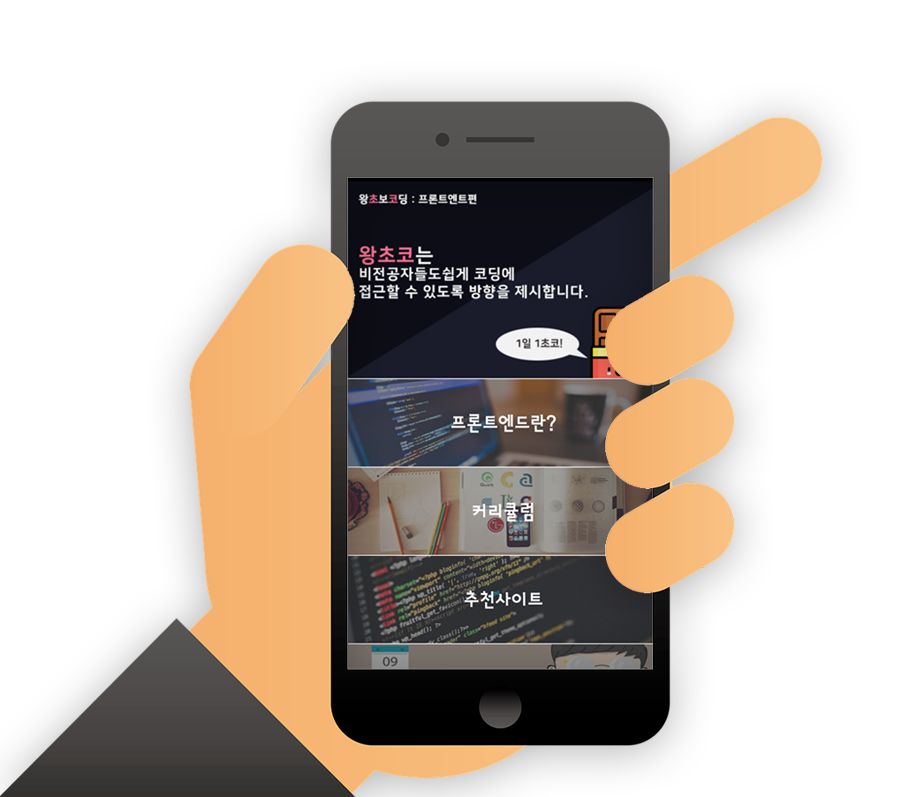 왕초보코딩 : 프론트엔트편
왕초코는
비전공자들도쉽게 코딩에
접근할 수 있도록 방향을 제시합니다.
1일 1초코!
프론트엔드란?
커리큘럼
추천사이트
09